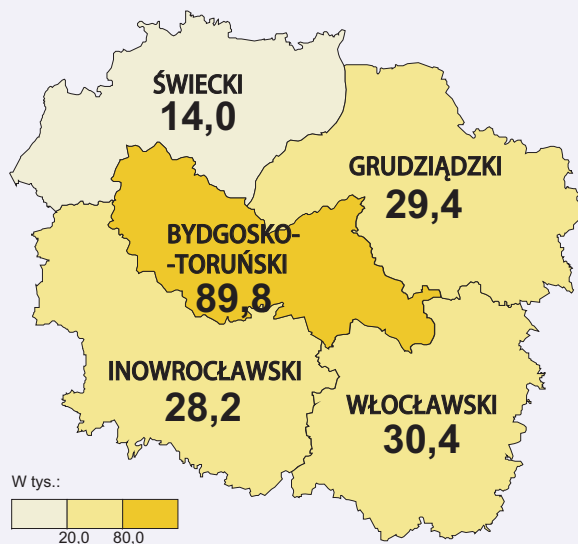 ŚWIECKI
14,0
GRUDZIĄDZKI
29,4
BYDGOSKO-
-TORUŃSKI
89,8
INOWROCŁAWSKI
28,2
WŁOCŁAWSKI
30,4
W tys.:
20,0 80,0